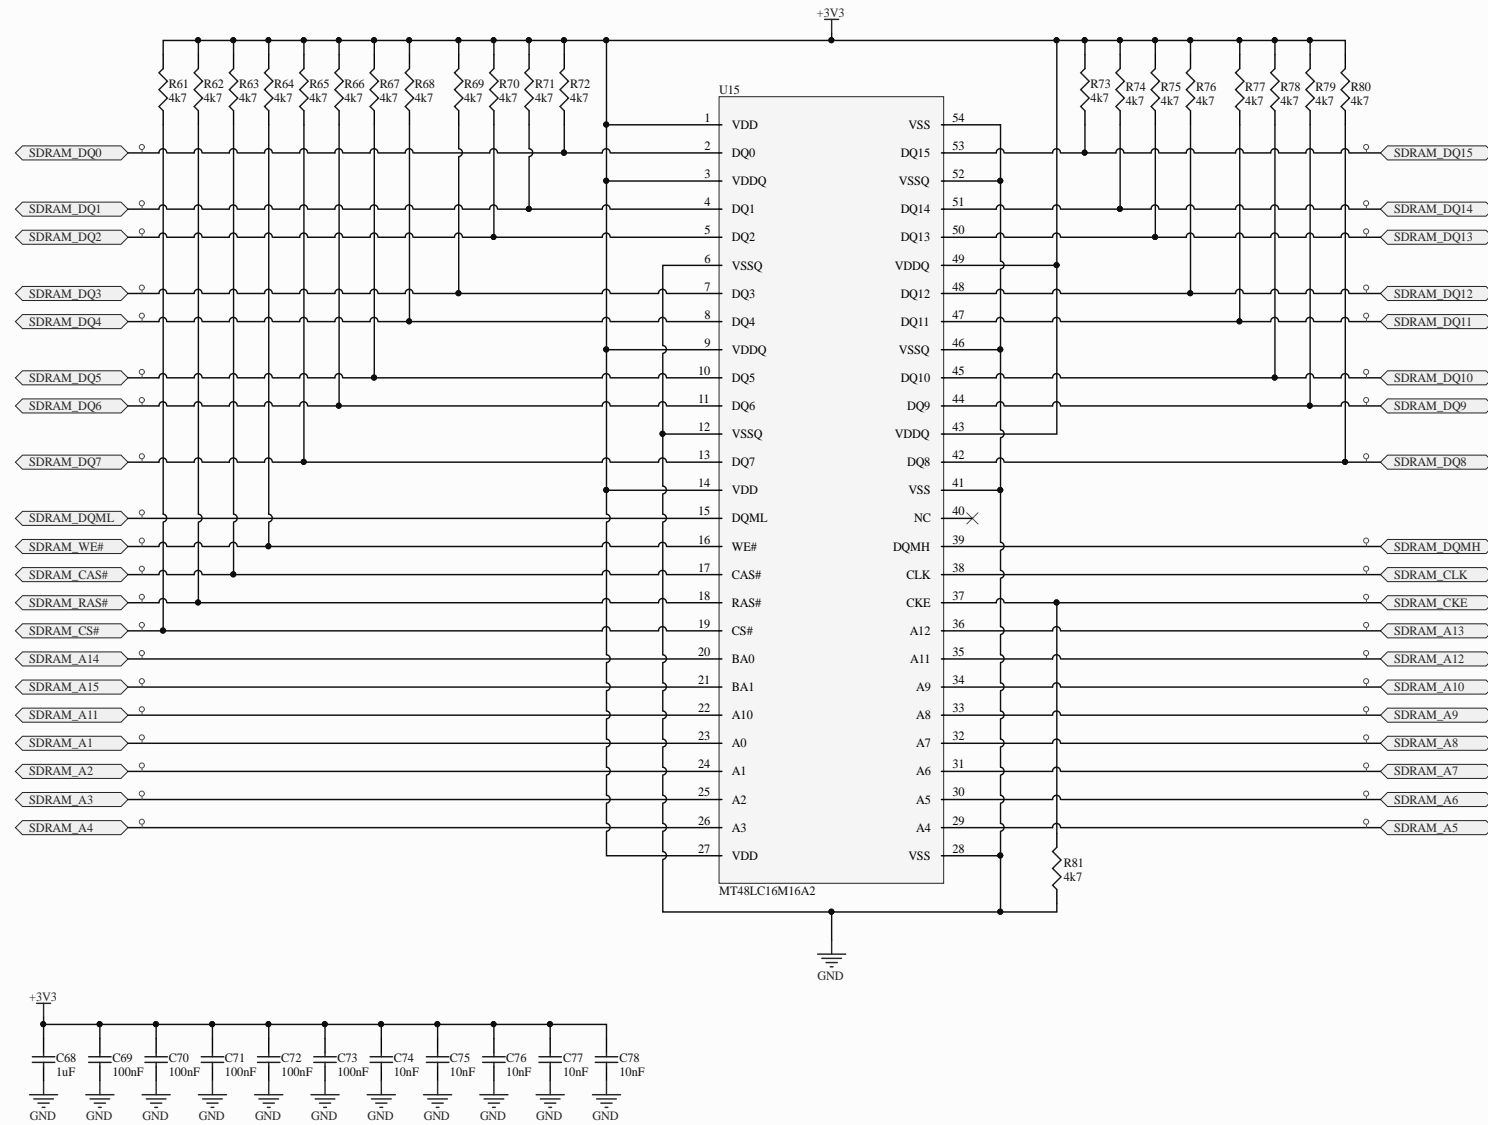 +3V3
R61
4k7
R62
4k7
R63
4k7
R64
4k7
R65
4k7
R66
4k7
R67
4k7
R68
4k7
R69
4k7
R70
4k7
R71
4k7
R72
4k7
R73
4k7
R74
4k7
R75
4k7
R76
4k7
R77
4k7
R78
4k7
R79
4k7
R80
4k7
U15
1 VDD VSS 54
SDRAM_DQ0 2 DQ0 DQ15 53 SDRAM_DQ15
3 VDDQ VSSQ 52
SDRAM_DQ1 4 DQ1 DQ14 51 SDRAM_DQ14
SDRAM_DQ2 5 DQ2 DQ13 50 SDRAM_DQ13
6 VSSQ VDDQ 49
SDRAM_DQ3 7 DQ3 DQ12 48 SDRAM_DQ12
SDRAM_DQ4 8 DQ4 DQ11 47 SDRAM_DQ11
9 VDDQ VSSQ 46
SDRAM_DQ5 10 DQ5 DQ10 45 SDRAM_DQ10
SDRAM_DQ6 11 DQ6 DQ9 44 SDRAM_DQ9
12 VSSQ VDDQ 43
SDRAM_DQ7 13 DQ7 DQ8 42 SDRAM_DQ8
14 VDD VSS 41
SDRAM_DQML 15 DQML NC 40
SDRAM_WE# 16 WE# DQMH 39 SDRAM_DQMH
SDRAM_CAS# 17 CAS# CLK 38 SDRAM_CLK
SDRAM_RAS# 18 RAS# CKE 37 SDRAM_CKE
SDRAM_CS# 19 CS# A12 36 SDRAM_A13
SDRAM_A14 20 BA0 A11 35 SDRAM_A12
SDRAM_A15 21 BA1 A9 34 SDRAM_A10
SDRAM_A11 22 A10 A8 33 SDRAM_A9
SDRAM_A1 23 A0 A7 32 SDRAM_A8
SDRAM_A2 24 A1 A6 31 SDRAM_A7
SDRAM_A3 25 A2 A5 30 SDRAM_A6
SDRAM_A4 26 A3 A4 29 SDRAM_A5
27 VDD VSS 28
R81
4k7
MT48LC16M16A2
GND
+3V3
C68
1uF
C69
100nF
C70
100nF
C71
100nF
C72
100nF
C73
100nF
C74
10nF
C75
10nF
C76
10nF
C77
10nF
C78
10nF
GND GND GND GND GND GND GND GND GND GND GND